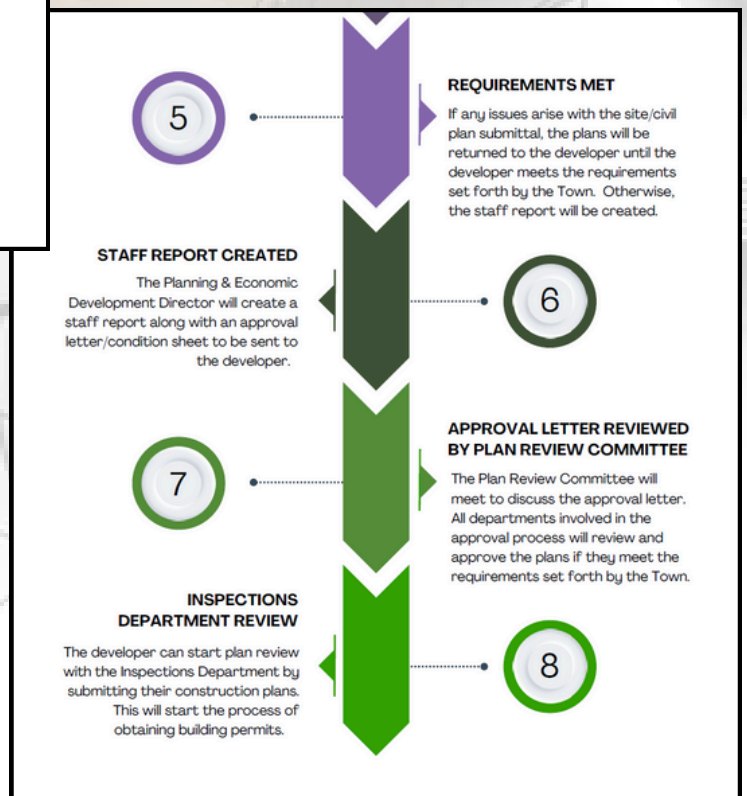 5
REQUIREMENTS MET
If any issues arise with the site/civil
plan submittal, the plans will be
returned to the developer until the
developer meets the requirements
set forth by the Town. Otherwise,
the staff report will be created.
STAFF REPORT CREATED
The Planning & Economic
Development Director will create a
staff report along with an approval
letter/condition sheet to be sent to
the developer.
6
7
APPROVAL LETTER REVIEWED
BY PLAN REVIEW COMMITTEE
The Plan Review Committee will
meet to discuss the approval letter.
All departments involved in the
approval process will review and
approve the plans if they meet the
requirements set forth by the Town.
INSPECTIONS
DEPARTMENT REVIEW
The developer can start plan review
with the Inspections Department by
submitting their construction plans.
This will start the process of
obtaining building permits.
8